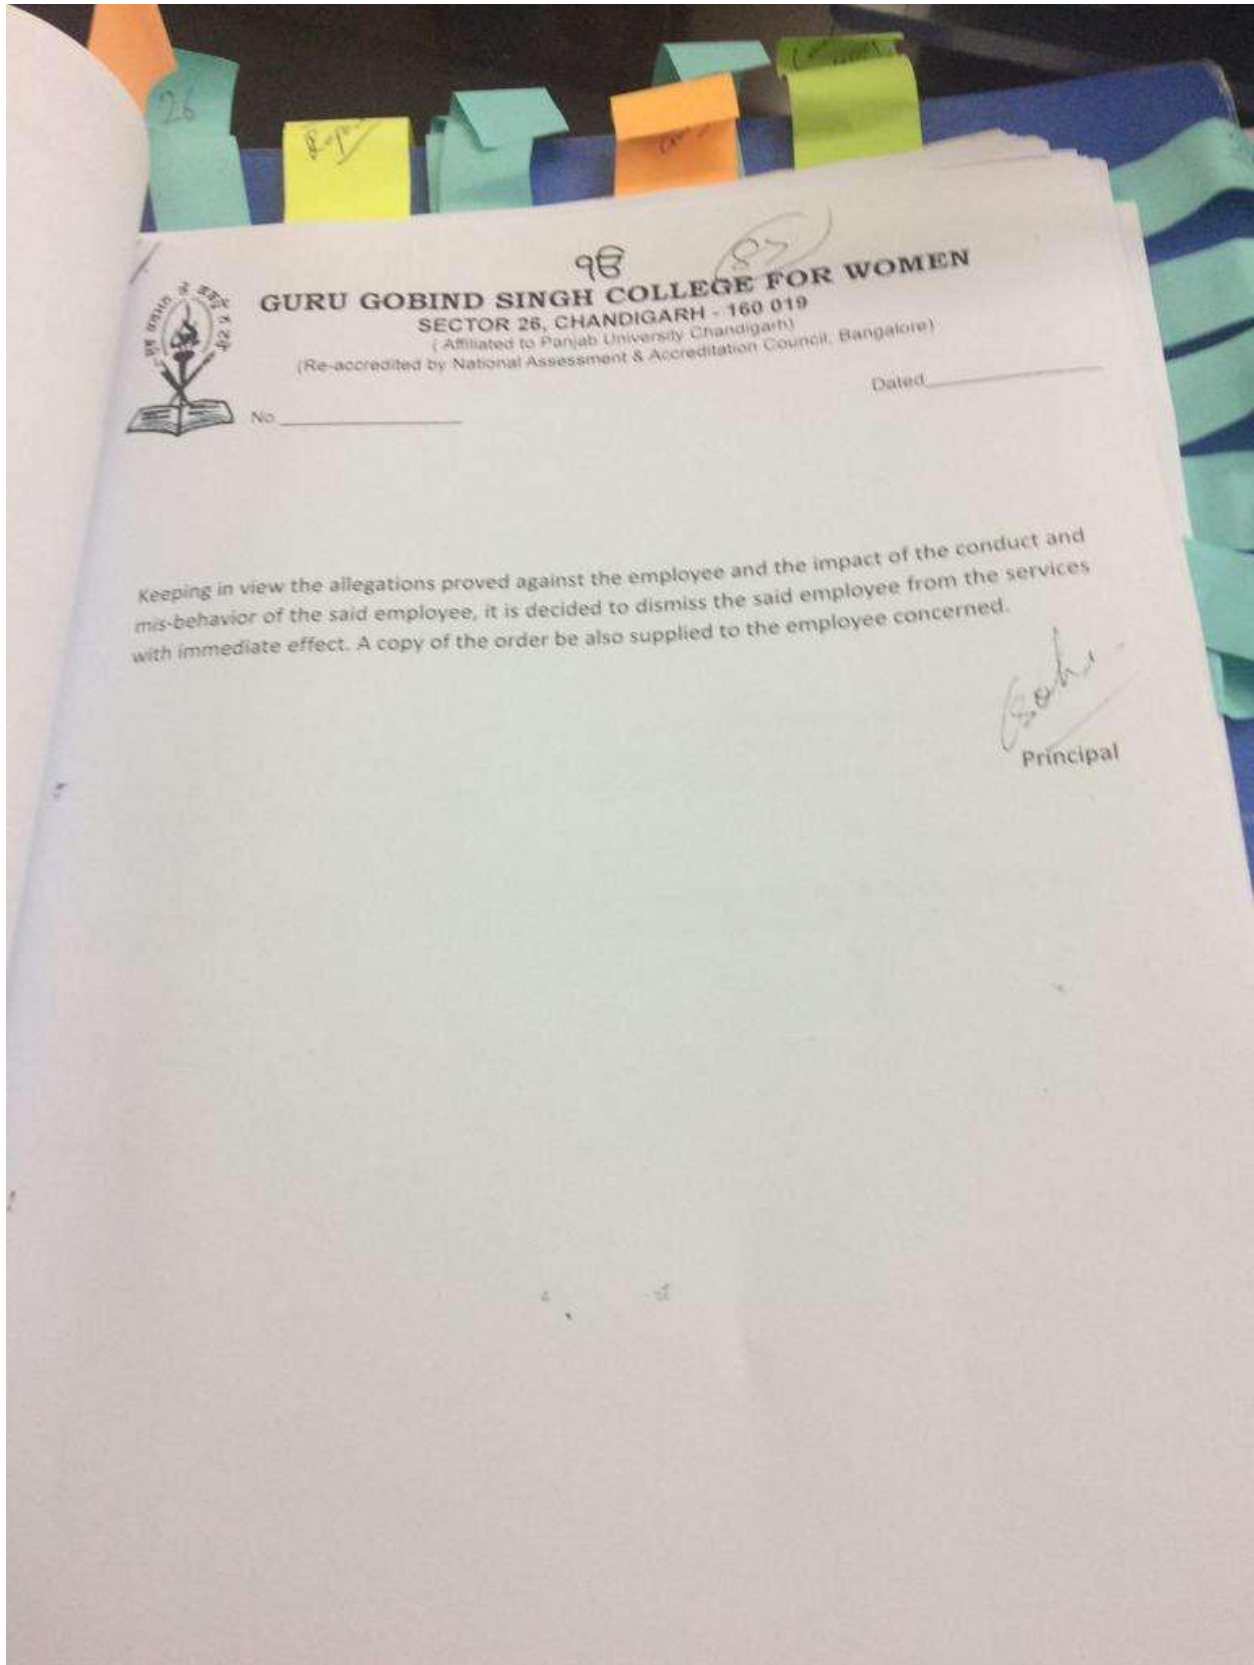 26
ੴ
GURU GOBIND SINGH COLLEGE FOR WOMEN
SECTOR 26, CHANDIGARH - 160 019
( Affiliated to Panjab University Chandigarh)
(Re-accredited by National Assessment & Accreditation Council, Bangalore)
Dated
No
Keeping in view the allegations proved against the employee and the impact of the conduct and
mis-behavior of the said employee, it is decided to dismiss the said employee from the services
with immediate effect. A copy of the order be also supplied to the employee concerned.
Principal